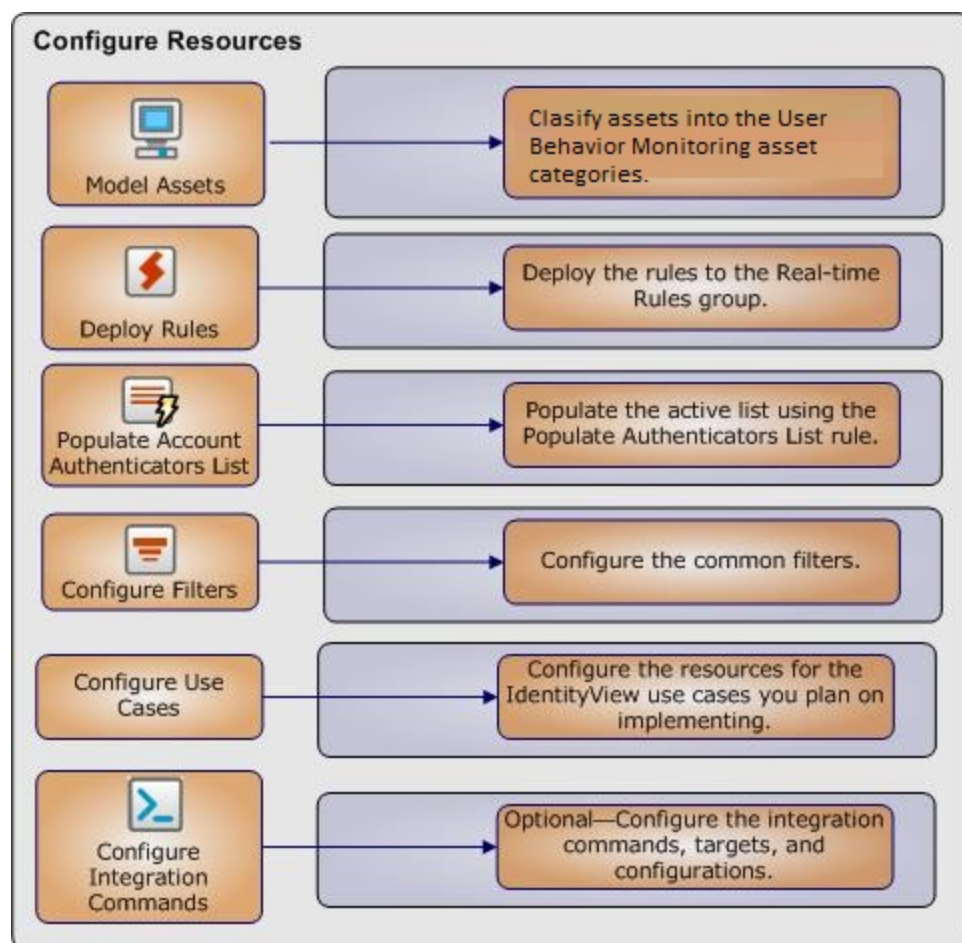 Configure Resources
Model Assets
Clasify assets into the User
Behavior Monitoring asset
categories.
Deploy Rules
Deploy the rules to the Real-time
Rules group.
Populate Account
Authenticators List
Populate the active list using the
Populate Authenticators List rule.
Configure Filters
Configure the common filters.
Configure Use
Cases
Configure the resources for the
IdentityView use cases you plan on
implementing.
Configure
Integration
Commands
Optional—Configure the integration
commands, targets, and
configurations.